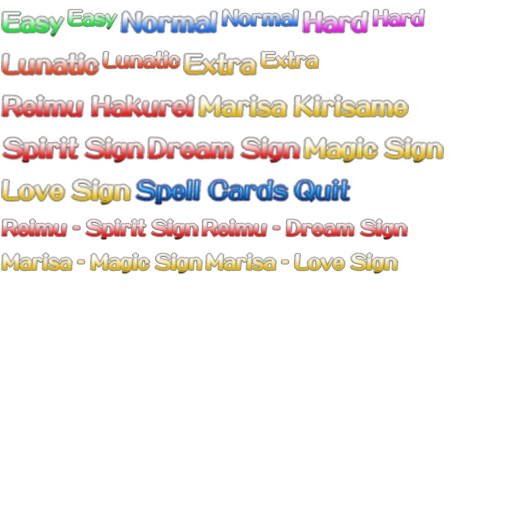 Easy Easy Normal Normal Hard Hard
Lunatic Lunatic Extra Extra
Reimu Hakurei Marisa Kirisame
Spirit Sign Dream Sign Magic Sign
Love Sign Spell Cards Quit
Reimu - Spirit Sign Reimu - Dream Sign
Marisa - Magic Sign Marisa - Love Sign